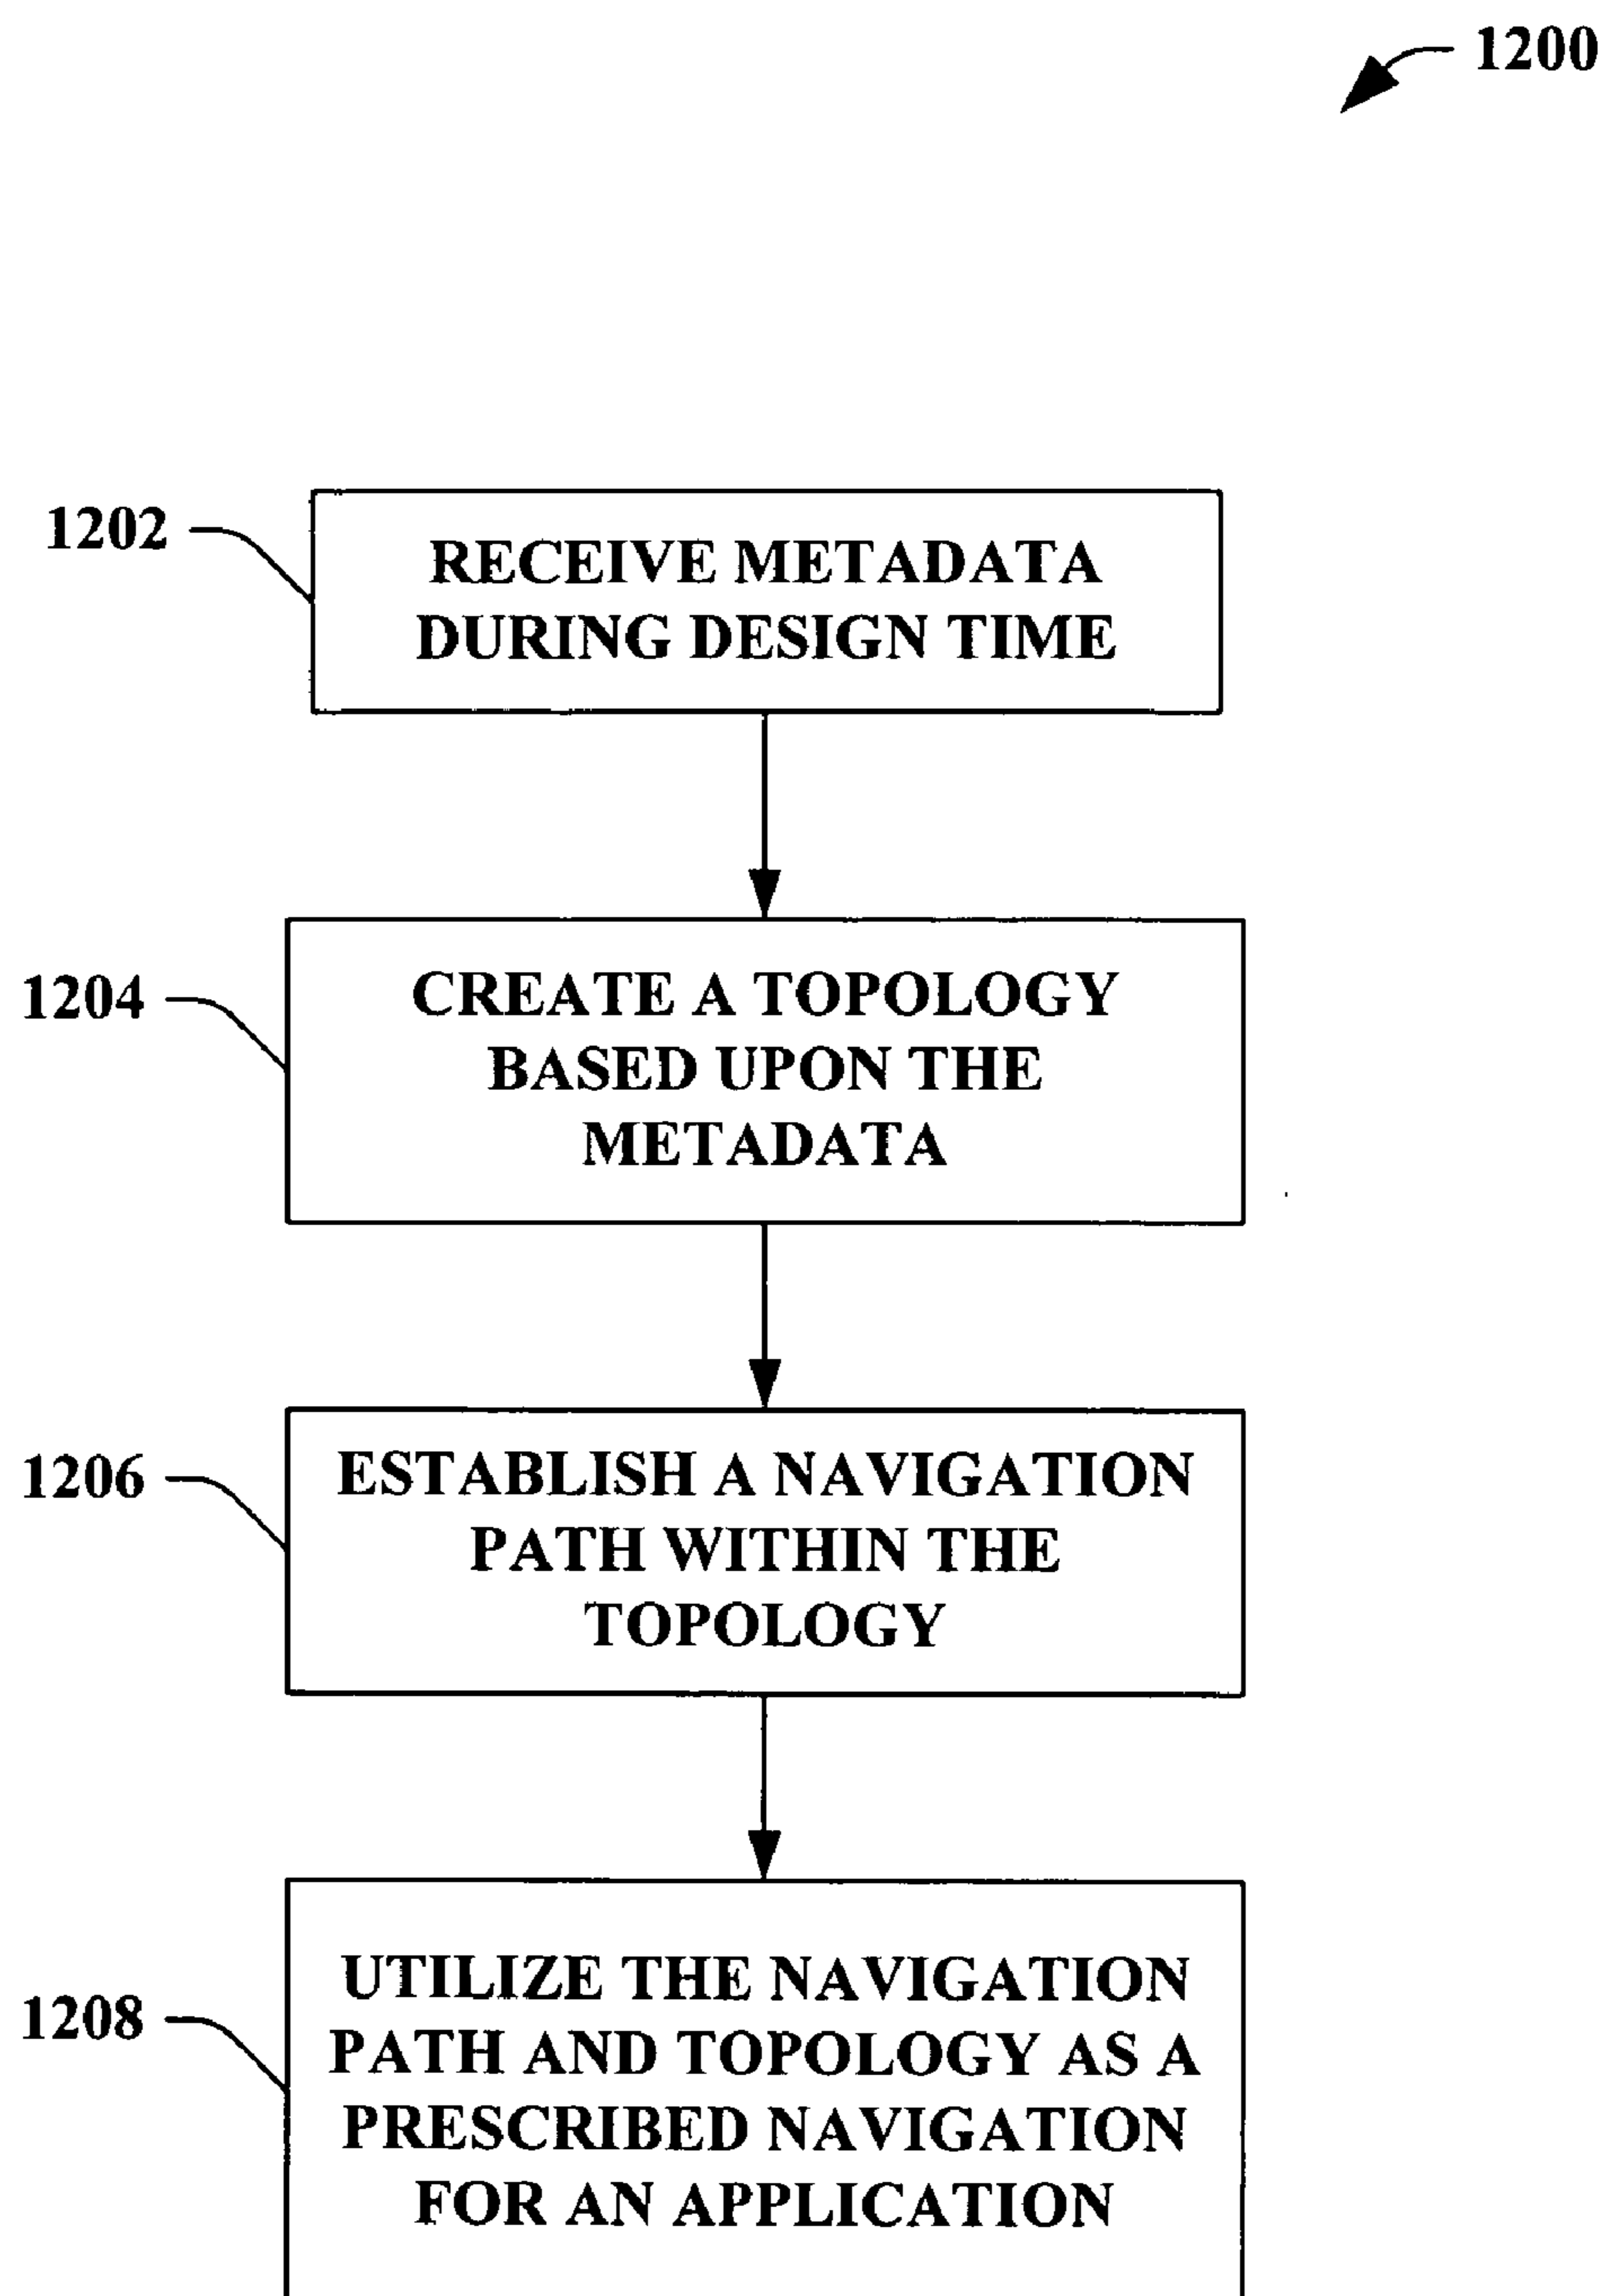 1200
1202
RECEIVE METADATA
DURING DESIGN TIME
1204
CREATE A TOPOLOGY
BASED UPON THE
METADATA
1206
ESTABLISH A NAVIGATION
PATH WITHIN THE
TOPOLOGY
1208
UTILIZE THE NAVIGATION
PATH AND TOPOLOGY AS A
PRESCRIBED NAVIGATION
FOR AN APPLICATION